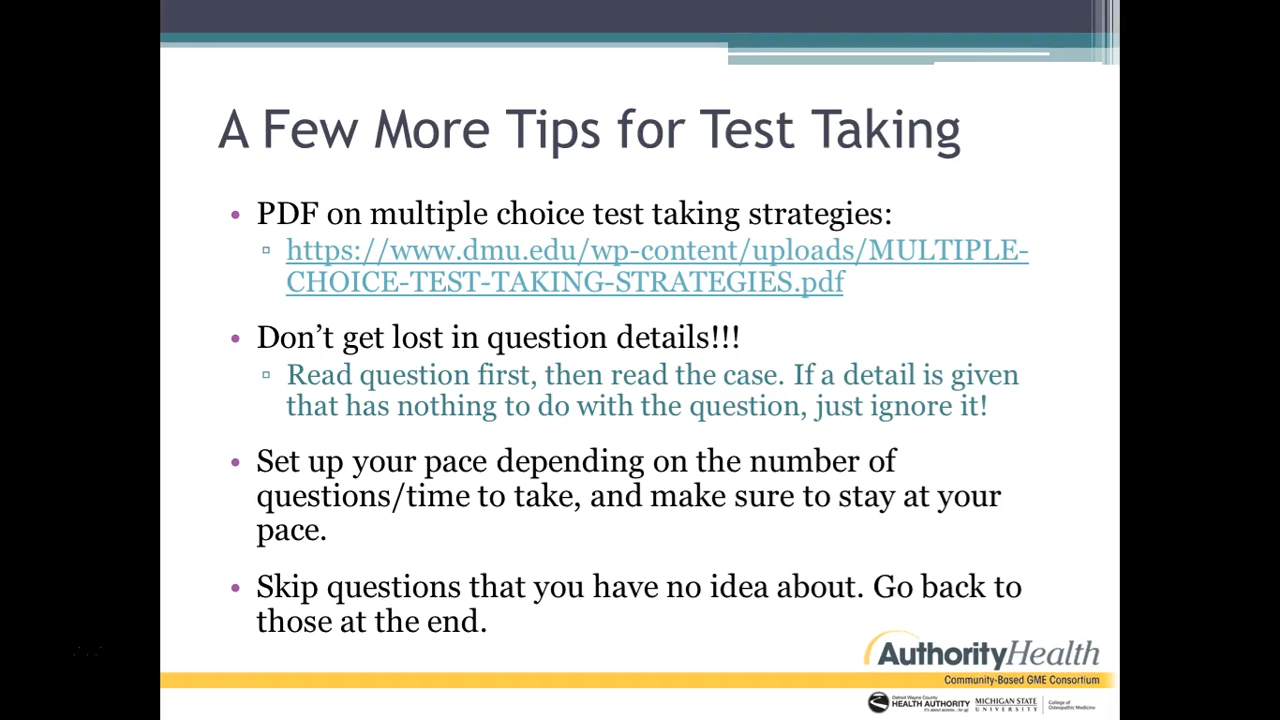 A Few More Tips for Test Taking
• PDF on multiple choice test taking strategies:
▫ https://www.dmu.edu/wp-content/uploads/MULTIPLE-
CHOICE-TEST-TAKING-STRATEGIES.pdf
• Don’t get lost in question details!!!
▫ Read question first, then read the case. If a detail is given
that has nothing to do with the question, just ignore it!
• Set up your pace depending on the number of
questions/time to take, and make sure to stay at your
pace.
• Skip questions that you have no idea about. Go back to
those at the end.
AuthorityHealth
Community-Based GME Consortium
Detroit Wayne County
HEALTH AUTHORITY
MICHIGAN STATE
UNIVERSITY
College of
Osteopathic Medicine